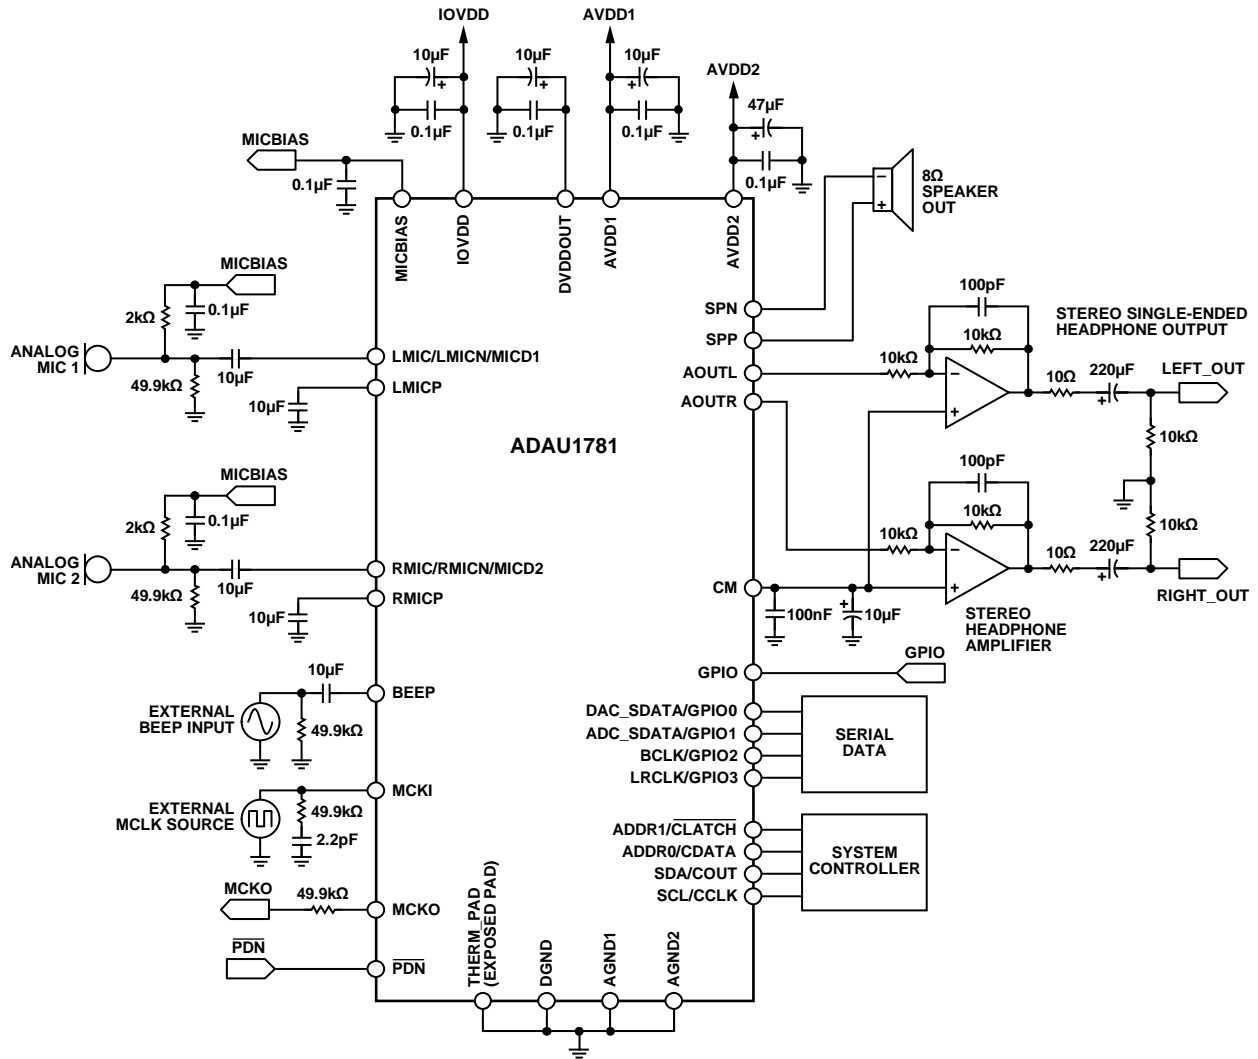 IOVDD
AVDD1
10µF
10µF
10µF
AVDD2
47µF
0.1µF
0.1µF
0.1µF
MICBIAS
0.1µF
0.1µF
8Ω
SPEAKER
OUT
MICBIAS
IOVDD
DVDDOUT
AVDD1
AVDD2
MICBIAS
0.1µF
2kΩ
ANALOG
MIC 1
49.9kΩ
10µF
LMIC/LMICN/MICD1
10µF
LMICP
SPN
SPP
AOUTL
AOUTR
100pF
10kΩ
10kΩ
STEREO SINGLE-ENDED
HEADPHONE OUTPUT
10Ω
220µF
LEFT_OUT
10kΩ
ADAU1781
MICBIAS
0.1µF
2kΩ
ANALOG
MIC 2
49.9kΩ
10µF
RMIC/RMICN/MICD2
10µF
RMICP
100pF
10kΩ
10kΩ
10kΩ
10Ω
220µF
RIGHT_OUT
CM
100nF
10µF
STEREO
HEADPHONE
AMPLIFIER
10µF
BEEP
EXTERNAL
BEEP INPUT
49.9kΩ
GPIO
GPIO
DAC_SDATA/GPIO0
ADC_SDATA/GPIO1
BCLK/GPIO2
LRCLK/GPIO3
SERIAL
DATA
MCKI
EXTERNAL
MCLK SOURCE
49.9kΩ
2.2pF
ADDR1/CLATCH
ADDR0/CDATA
SDA/COUT
SCL/CCLK
SYSTEM
CONTROLLER
MCKO
49.9kΩ
MCKO
PDN
PDN
THERM_PAD
(EXPOSED PAD)
DGND
AGND1
AGND2